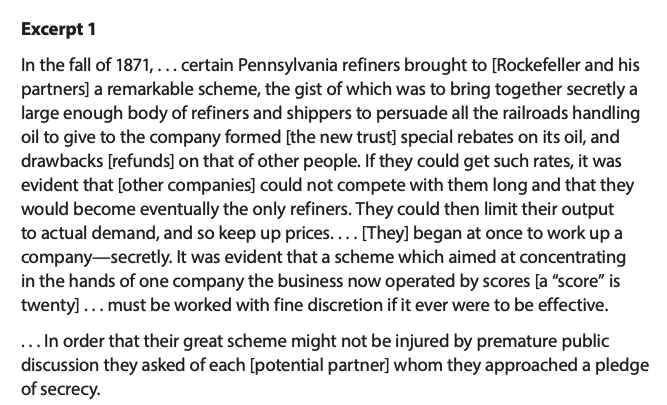 Excerpt 1
In the fall of 1871, . . . certain Pennsylvania refiners brought to [Rockefeller and his
partners] a remarkable scheme, the gist of which was to bring together secretly a
large enough body of refiners and shippers to persuade all the railroads handling
oil to give to the company formed [the new trust] special rebates on its oil, and
drawbacks [refunds] on that of other people. If they could get such rates, it was
evident that [other companies] could not compete with them long and that they
would become eventually the only refiners. They could then limit their output
to actual demand, and so keep up prices. . . . [They] began at once to work up a
company—secretly. It was evident that a scheme which aimed at concentrating
in the hands of one company the business now operated by scores [a “score” is
twenty] . . . must be worked with fine discretion if it ever were to be effective.
. . . In order that their great scheme might not be injured by premature public
discussion they asked of each [potential partner] whom they approached a pledge
of secrecy.